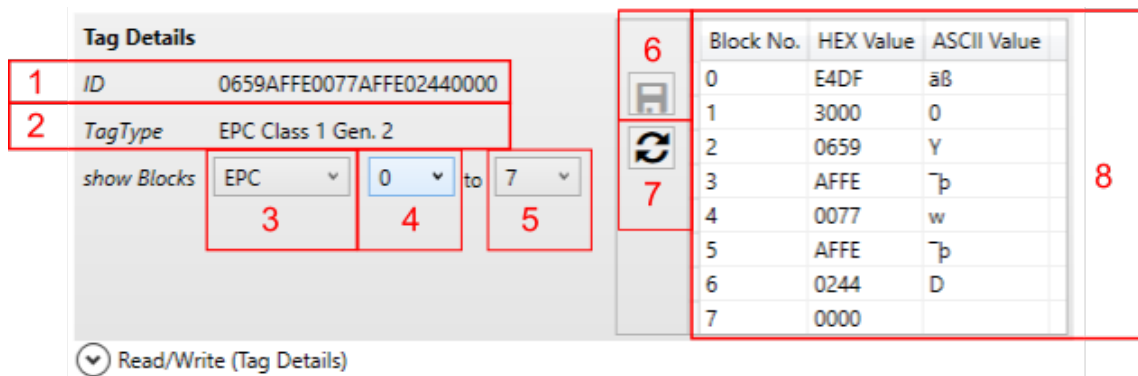 Tag Details
1 ID 0659AFFE0077AFFE02440000
2 TagType EPC Class 1 Gen. 2
show Blocks EPC 0 to 7
3 4 5
6
7
Block No. HEX Value ASCII Value
0 E4DF äß
1 3000 0
2 0659 Y
3 AFFE ¯þ
4 0077 w
5 AFFE ¯þ
6 0244 D
7 0000
8
Read/Write (Tag Details)